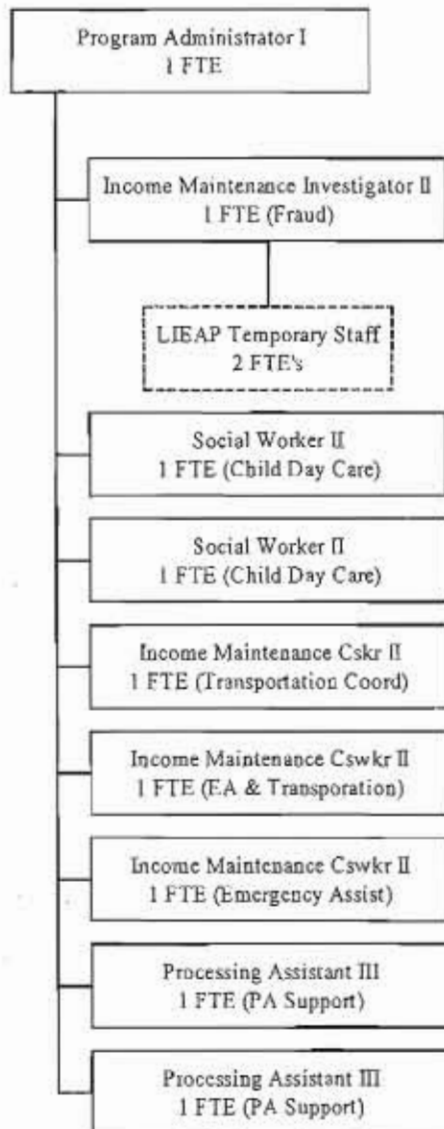 Program Administrator I
1 FTE
Income Maintenance Investigator II
1 FTE (Fraud)
LIEAP Temporary Staff
2 FTE's
Social Worker II
1 FTE (Child Day Care)
Social Worker II
1 FTE (Child Day Care)
Income Maintenance Cskr II
1 FTE (Transportation Coord)
Income Maintenance Cswkr II
1 FTE (EA & Transporation)
Income Maintenance Cswkr II
1 FTE (Emergency Assist)
Processing Assistant III
1 FTE (PA Support)
Processing Assistant III
1 FTE (PA Support)